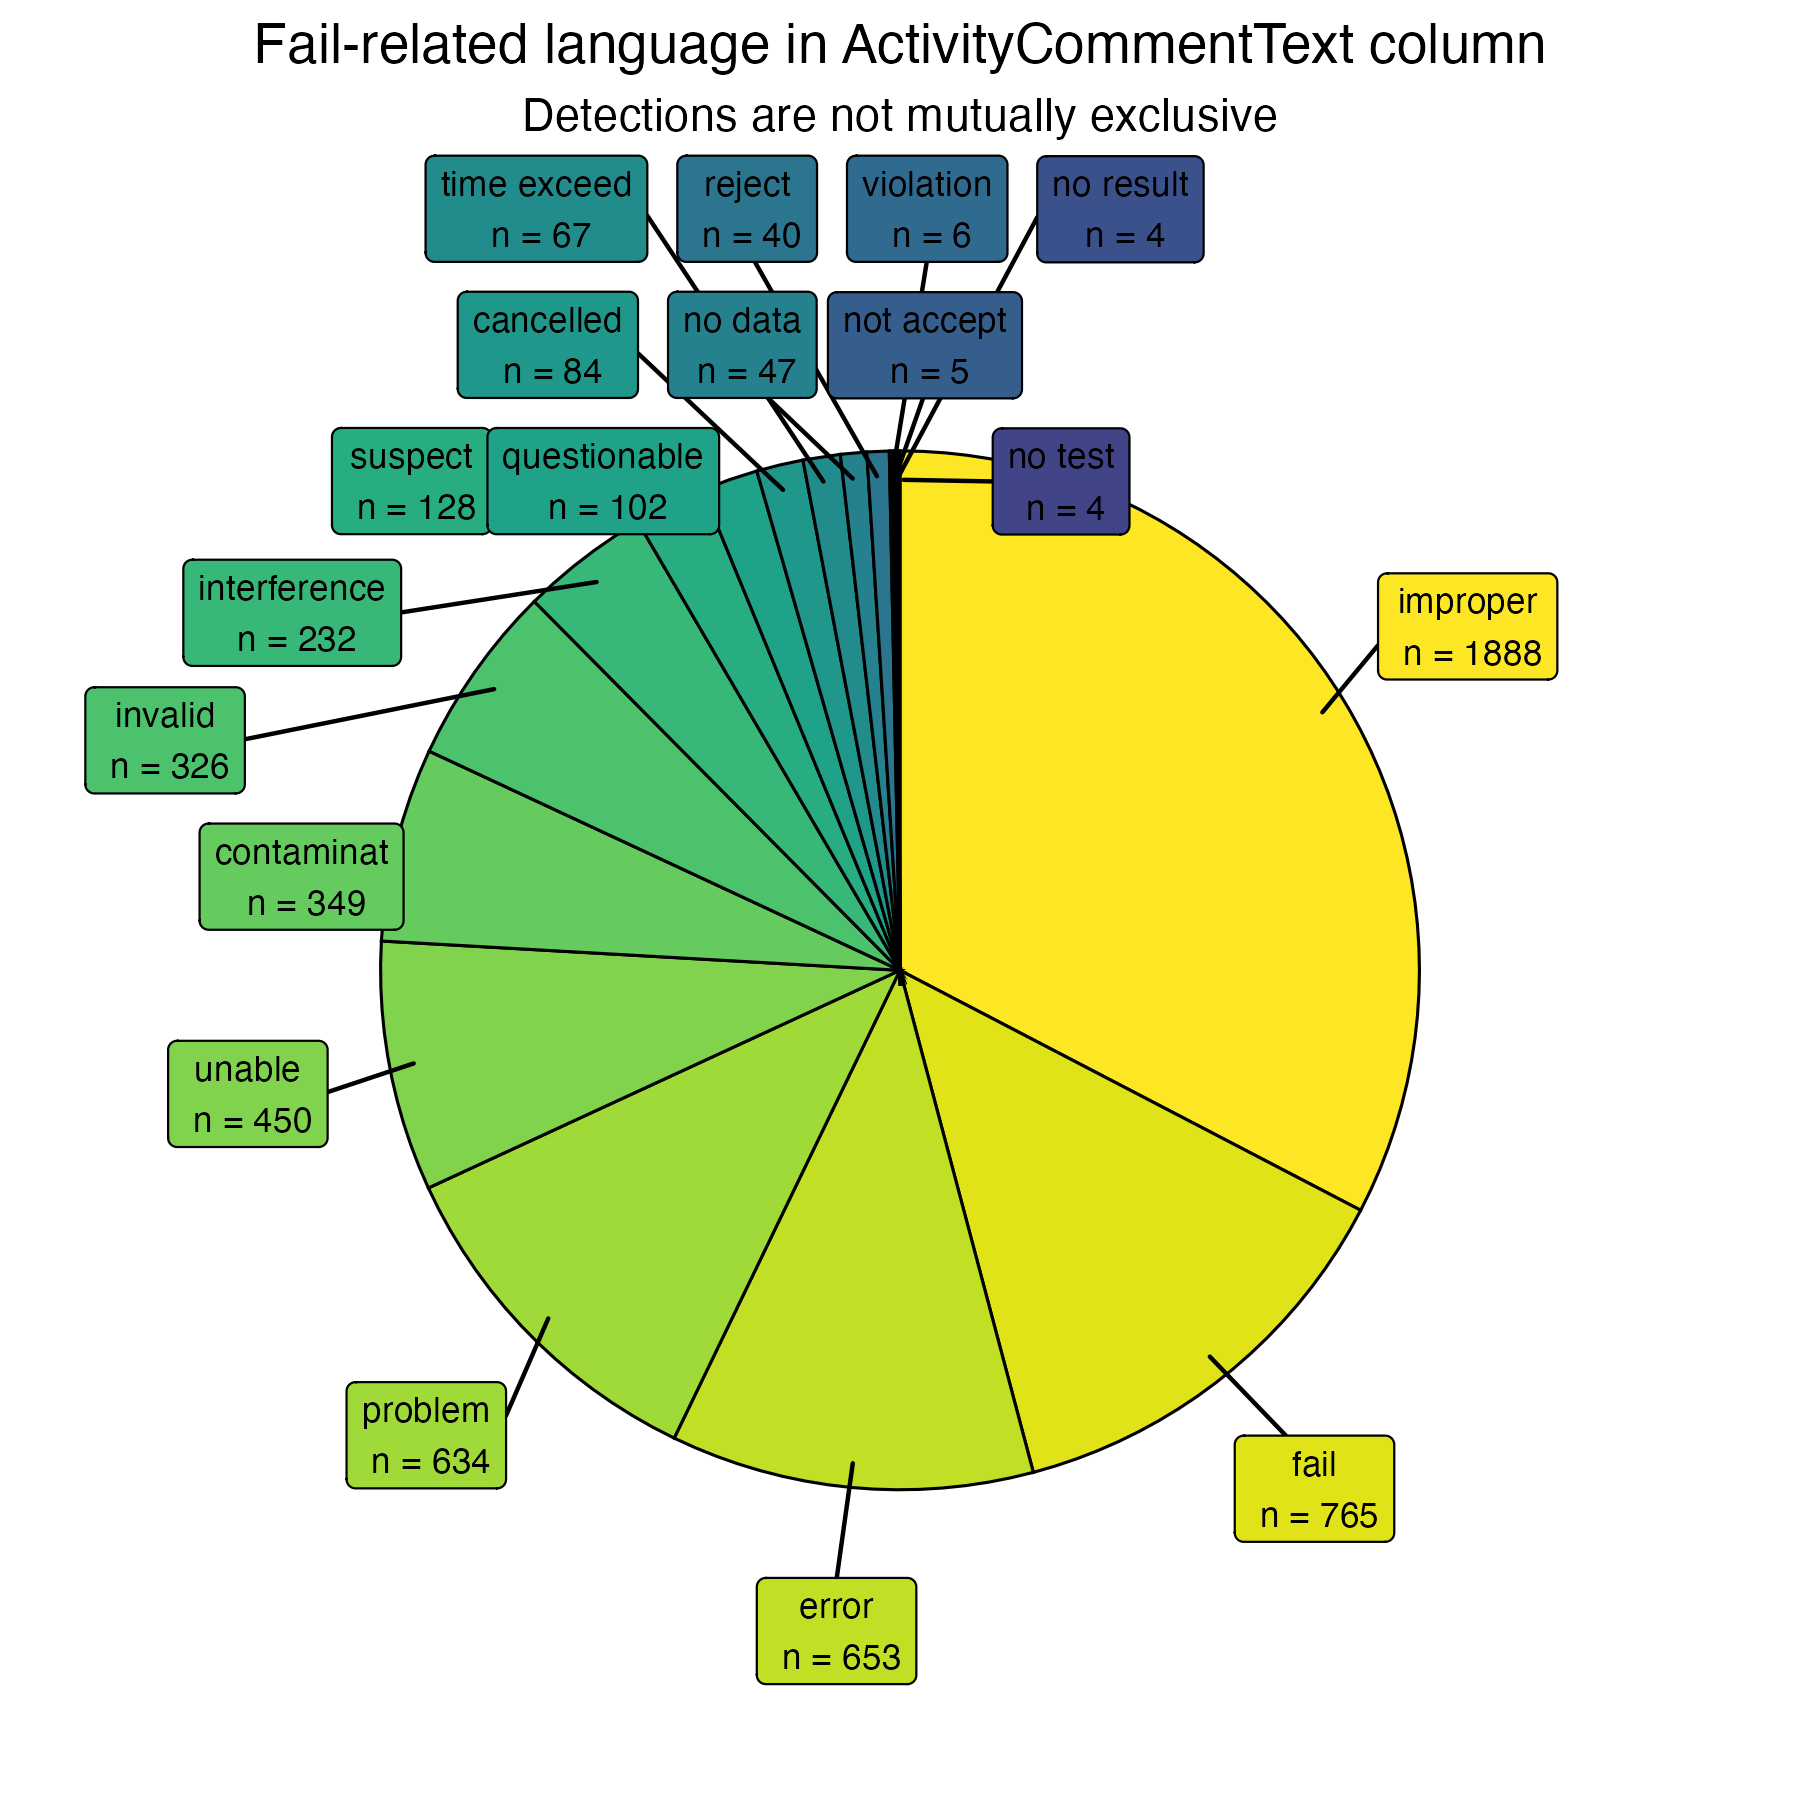 Fail-related language in ActivityCommentText column
Detections are not mutually exclusive
time exceed
n = 67
reject
n = 40
violation
n = 6
no result
n = 4
cancelled
n = 84
no data
n = 47
not accept
n = 5
suspect
n = 128
questionable
n = 102
no test
n = 4
interference
n = 232
improper
n = 1888
invalid
n = 326
contaminat
n = 349
unable
n = 450
problem
n = 634
fail
n = 765
error
n = 653